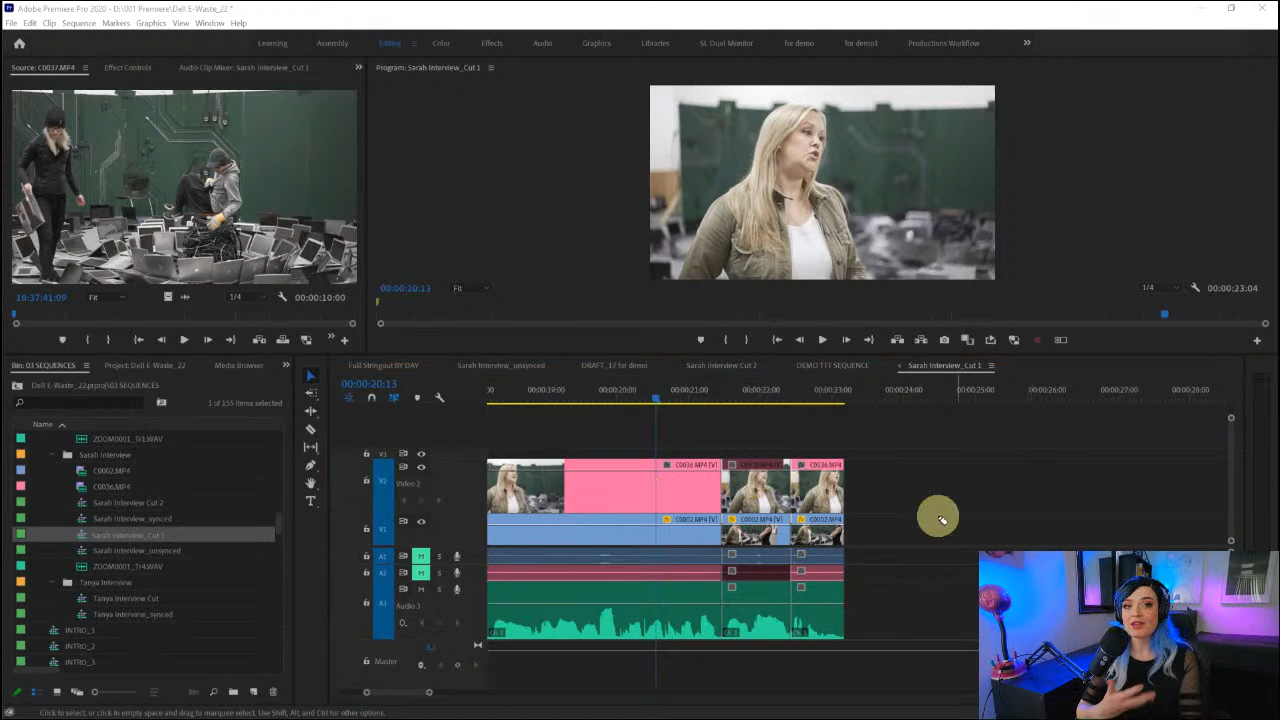 Adobe Premiere Pro 2020 - D:\001 Premiere\Dell E-Waste_22 *
File Edit Clip Sequence Markers Graphics View Window Help
Learning Assembly Editing Color Effects Audio Graphics Libraries SL Dual Monitor for demo for demo1 Productions Workflow
Source: C0037.MP4 Effect Controls Audio Clip Mixer: Sarah Interview_Cut 1
Program: Sarah Interview_Cut 1
18:37:41:09 Fit 1/4 00:00:10:00
00:00:20:13 Fit 1/4 00:00:23:04
Bin: 03 SEQUENCES Project: Dell E-Waste_22 Media Browser
Dell E-Waste_22.prproj\03 SEQUENCES
1 of 155 items selected
Name
ZOOM0001_Tr1.WAV
Sarah Interview
C0002.MP4
C0036.MP4
Sarah Interview Cut 2
Sarah Interview_synced
Sarah Interview_Cut 1
Sarah Interview_unsynced
ZOOM0001_Tr4.WAV
Tanya Interview
Tanya Interview Cut
Tanya Interview_synced
INTRO_1
INTRO_2
INTRO_3
Full Stringout BY DAY Sarah Interview_unsynced DRAFT_17 for demo Sarah Interview Cut 2 DEMO TTT SEQUENCE Sarah Interview_Cut 1
00:00:20:13
:00 00:00:19:00 00:00:20:00 00:00:21:00 00:00:22:00 00:00:23:00 00:00:24:00 00:00:25:00 00:00:26:00 00:00:27:00 00:00:28:00
V3
V2 Video 2
C0036.MP4 [V] C0036.MP4 [V] C0036.MP4
V1
C0002.MP4 [V] C0002.MP4 [V] C0002.MP4
A1 M S
A2 M S
A3 M S
Audio 3
Ch 1 Ch 1 Ch 1
Master
Click to select, or click in empty space and drag to marquee select. Use Shift, Alt, and Ctrl for other options.